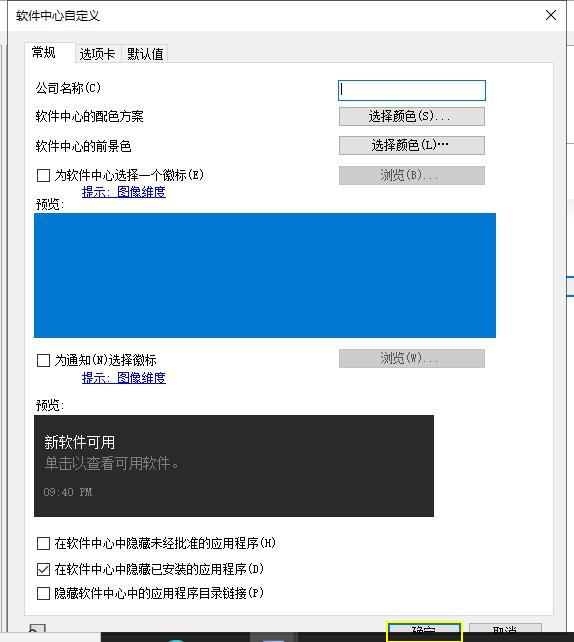 软件中心自定义
常规 选项卡 默认值
公司名称(C)
软件中心的配色方案 选择颜色(S)...
软件中心的前景色 选择颜色(L)…
为软件中心选择一个徽标(E) 浏览(B)...
提示: 图像维度
预览:
为通知(N)选择徽标 浏览(W)...
提示: 图像维度
预览:
新软件可用
单击以查看可用软件。
09:40 PM
在软件中心中隐藏未经批准的应用程序(H)
在软件中心中隐藏已安装的应用程序(D)
隐藏软件中心中的应用程序目录链接(P)
确定 取消